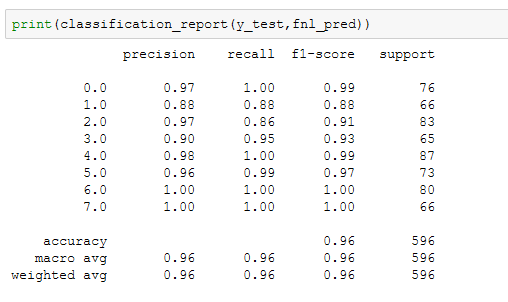 print(classification_report(y_test,fnl_pred))
precision recall f1-score support
0.0 0.97 1.00 0.99 76
1.0 0.88 0.88 0.88 66
2.0 0.97 0.86 0.91 83
3.0 0.90 0.95 0.93 65
4.0 0.98 1.00 0.99 87
5.0 0.96 0.99 0.97 73
6.0 1.00 1.00 1.00 80
7.0 1.00 1.00 1.00 66
accuracy 0.96 596
macro avg 0.96 0.96 0.96 596
weighted avg 0.96 0.96 0.96 596